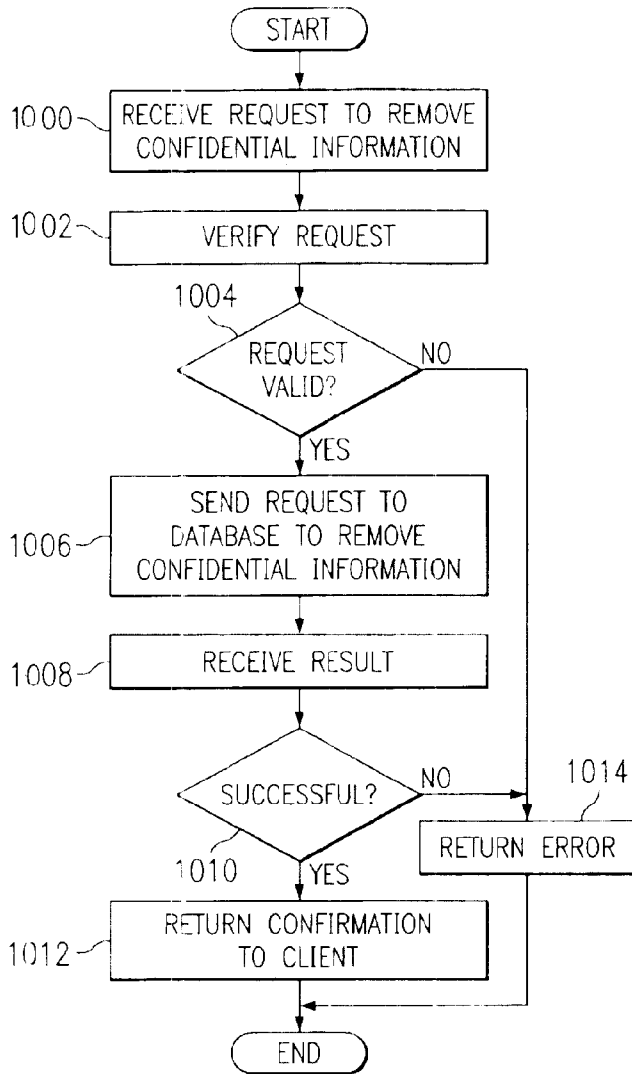 START
1000
RECEIVE REQUEST TO REMOVE
CONFIDENTIAL INFORMATION
1002
VERIFY REQUEST
1004
REQUEST
VALID?
NO
YES
1006
SEND REQUEST TO
DATABASE TO REMOVE
CONFIDENTIAL INFORMATION
1008
RECEIVE RESULT
SUCCESSFUL?
NO
1010
YES
1014
RETURN ERROR
1012
RETURN CONFIRMATION
TO CLIENT
END